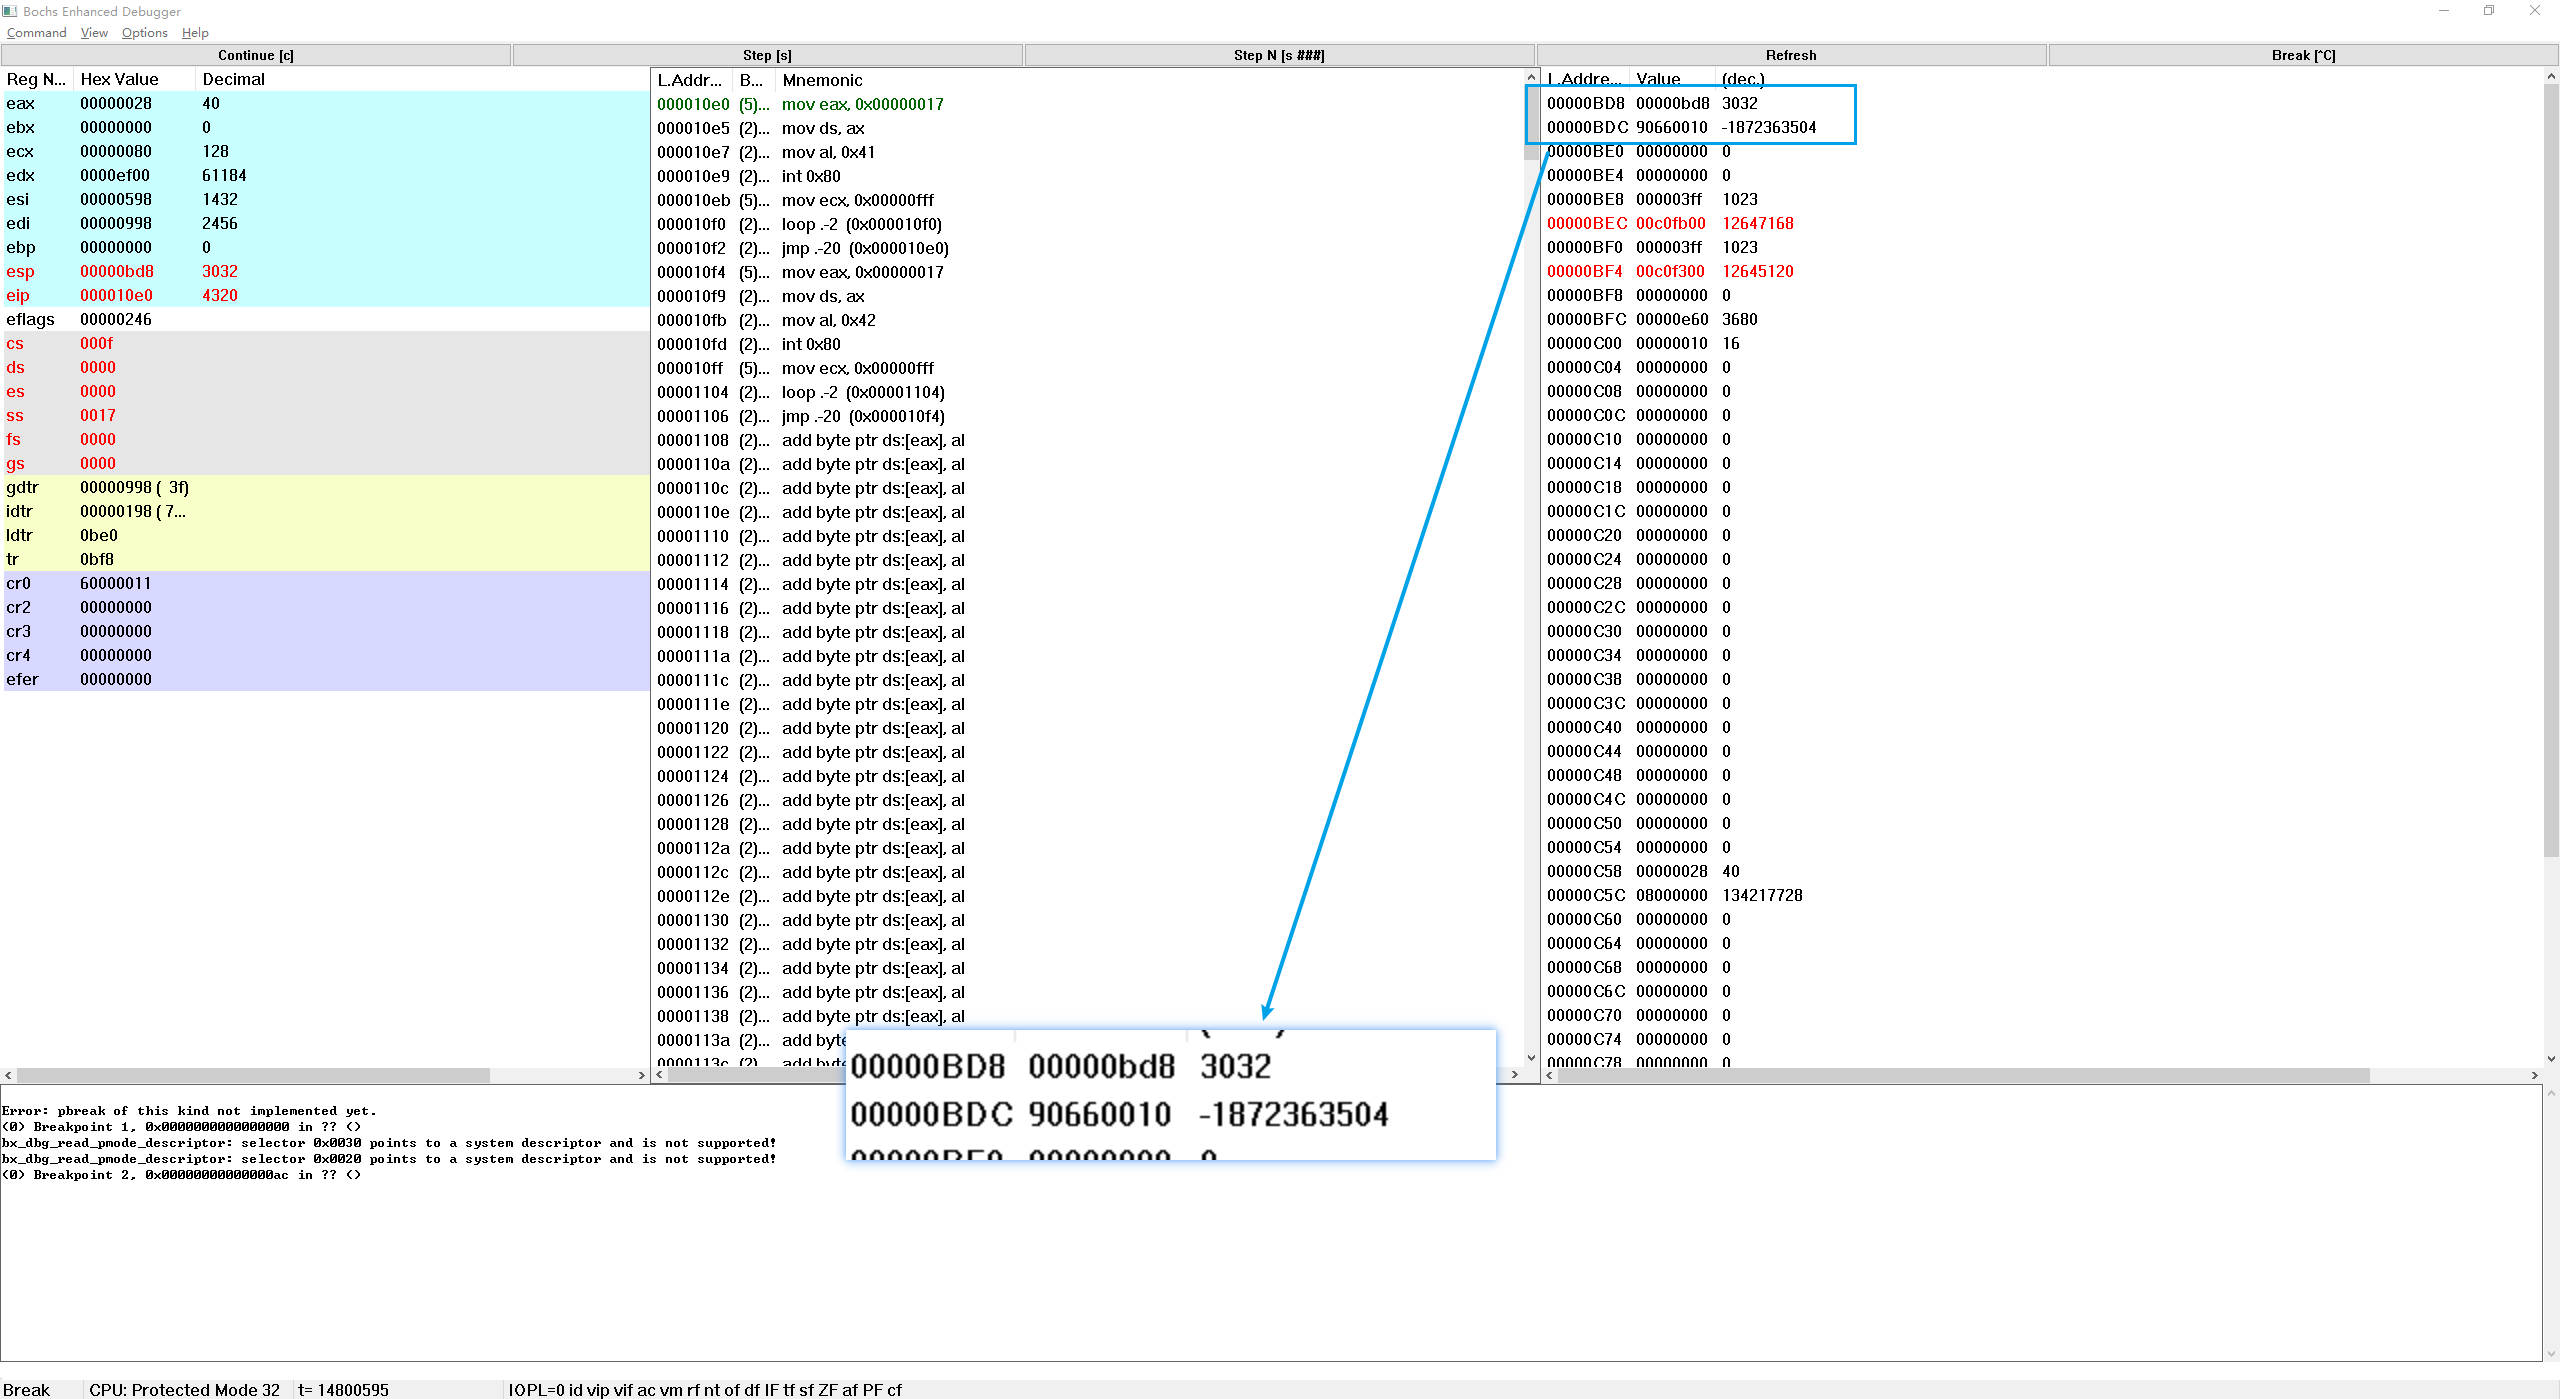 Bochs Enhanced Debugger
Command View Options Help
Continue [c] Step [s] Step N [s ###] Refresh Break [^C]
Reg N... Hex Value Decimal
eax 00000028 40
ebx 00000000 0
ecx 00000080 128
edx 0000ef00 61184
esi 00000598 1432
edi 00000998 2456
ebp 00000000 0
esp 00000bd8 3032
eip 000010e0 4320
eflags 00000246
cs 000f
ds 0000
es 0000
ss 0017
fs 0000
gs 0000
gdtr 00000998 ( 3f)
idtr 00000198 ( 7...
ldtr 0be0
tr 0bf8
cr0 60000011
cr2 00000000
cr3 00000000
cr4 00000000
efer 00000000
L.Addr... B... Mnemonic
000010e0 (5)... mov eax, 0x00000017
000010e5 (2)... mov ds, ax
000010e7 (2)... mov al, 0x41
000010e9 (2)... int 0x80
000010eb (5)... mov ecx, 0x00000fff
000010f0 (2)... loop .-2 (0x000010f0)
000010f2 (2)... jmp .-20 (0x000010e0)
000010f4 (5)... mov eax, 0x00000017
000010f9 (2)... mov ds, ax
000010fb (2)... mov al, 0x42
000010fd (2)... int 0x80
000010ff (5)... mov ecx, 0x00000fff
00001104 (2)... loop .-2 (0x00001104)
00001106 (2)... jmp .-20 (0x000010f4)
00001108 (2)... add byte ptr ds:[eax], al
0000110a (2)... add byte ptr ds:[eax], al
0000110c (2)... add byte ptr ds:[eax], al
0000110e (2)... add byte ptr ds:[eax], al
00001110 (2)... add byte ptr ds:[eax], al
00001112 (2)... add byte ptr ds:[eax], al
00001114 (2)... add byte ptr ds:[eax], al
00001116 (2)... add byte ptr ds:[eax], al
00001118 (2)... add byte ptr ds:[eax], al
0000111a (2)... add byte ptr ds:[eax], al
0000111c (2)... add byte ptr ds:[eax], al
0000111e (2)... add byte ptr ds:[eax], al
00001120 (2)... add byte ptr ds:[eax], al
00001122 (2)... add byte ptr ds:[eax], al
00001124 (2)... add byte ptr ds:[eax], al
00001126 (2)... add byte ptr ds:[eax], al
00001128 (2)... add byte ptr ds:[eax], al
0000112a (2)... add byte ptr ds:[eax], al
0000112c (2)... add byte ptr ds:[eax], al
0000112e (2)... add byte ptr ds:[eax], al
00001130 (2)... add byte ptr ds:[eax], al
00001132 (2)... add byte ptr ds:[eax], al
00001134 (2)... add byte ptr ds:[eax], al
00001136 (2)... add byte ptr ds:[eax], al
00001138 (2)... add byte ptr ds:[eax], al
0000113a (2)... add byte
0000113c (2)... add byte
L.Addre... Value (dec.)
00000BD8 00000bd8 3032
00000BDC 90660010 -1872363504
00000BE0 00000000 0
00000BE4 00000000 0
00000BE8 000003ff 1023
00000BEC 00c0fb00 12647168
00000BF0 000003ff 1023
00000BF4 00c0f300 12645120
00000BF8 00000000 0
00000BFC 00000e60 3680
00000C00 00000010 16
00000C04 00000000 0
00000C08 00000000 0
00000C0C 00000000 0
00000C10 00000000 0
00000C14 00000000 0
00000C18 00000000 0
00000C1C 00000000 0
00000C20 00000000 0
00000C24 00000000 0
00000C28 00000000 0
00000C2C 00000000 0
00000C30 00000000 0
00000C34 00000000 0
00000C38 00000000 0
00000C3C 00000000 0
00000C40 00000000 0
00000C44 00000000 0
00000C48 00000000 0
00000C4C 00000000 0
00000C50 00000000 0
00000C54 00000000 0
00000C58 00000028 40
00000C5C 08000000 134217728
00000C60 00000000 0
00000C64 00000000 0
00000C68 00000000 0
00000C6C 00000000 0
00000C70 00000000 0
00000C74 00000000 0
00000C78 00000000 0
00000BD8 00000bd8 3032
00000BDC 90660010 -1872363504
00000BE0 00000000 0
Error: pbreak of this kind not implemented yet.
(0) Breakpoint 1, 0x0000000000000000 in ?? ()
bx_dbg_read_pmode_descriptor: selector 0x0030 points to a system descriptor and is not supported!
bx_dbg_read_pmode_descriptor: selector 0x0020 points to a system descriptor and is not supported!
(0) Breakpoint 2, 0x00000000000000ac in ?? ()
Break CPU: Protected Mode 32 t= 14800595 IOPL=0 id vip vif ac vm rf nt of df IF tf sf ZF af PF cf